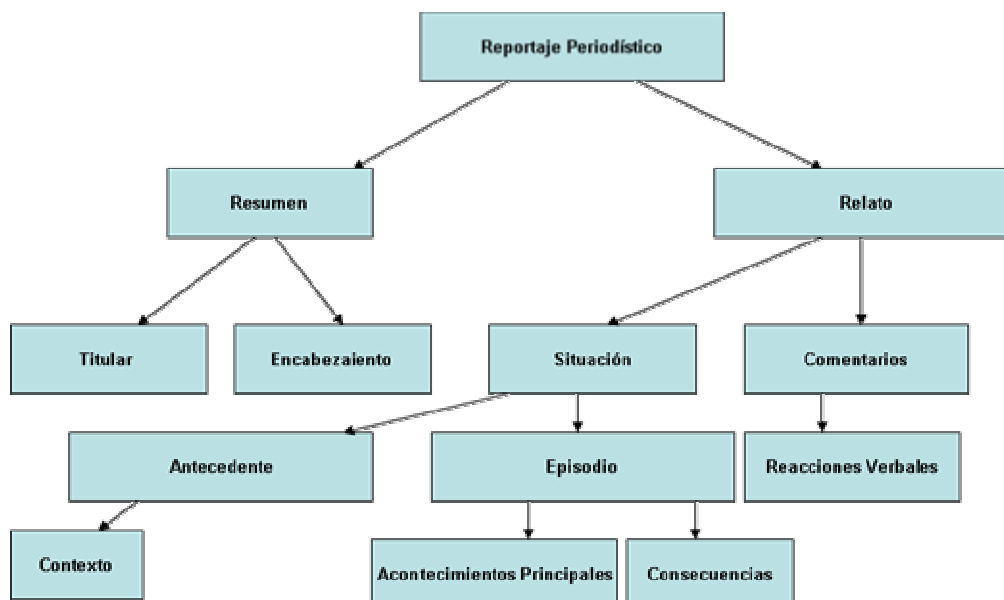 Reportaje Periodístico
Resumen
Relato
Titular
Encabezaiento
Situación
Comentarios
Antecedente
Episodio
Reacciones Verbales
Contexto
Acontecimientos Principales
Consecuencias